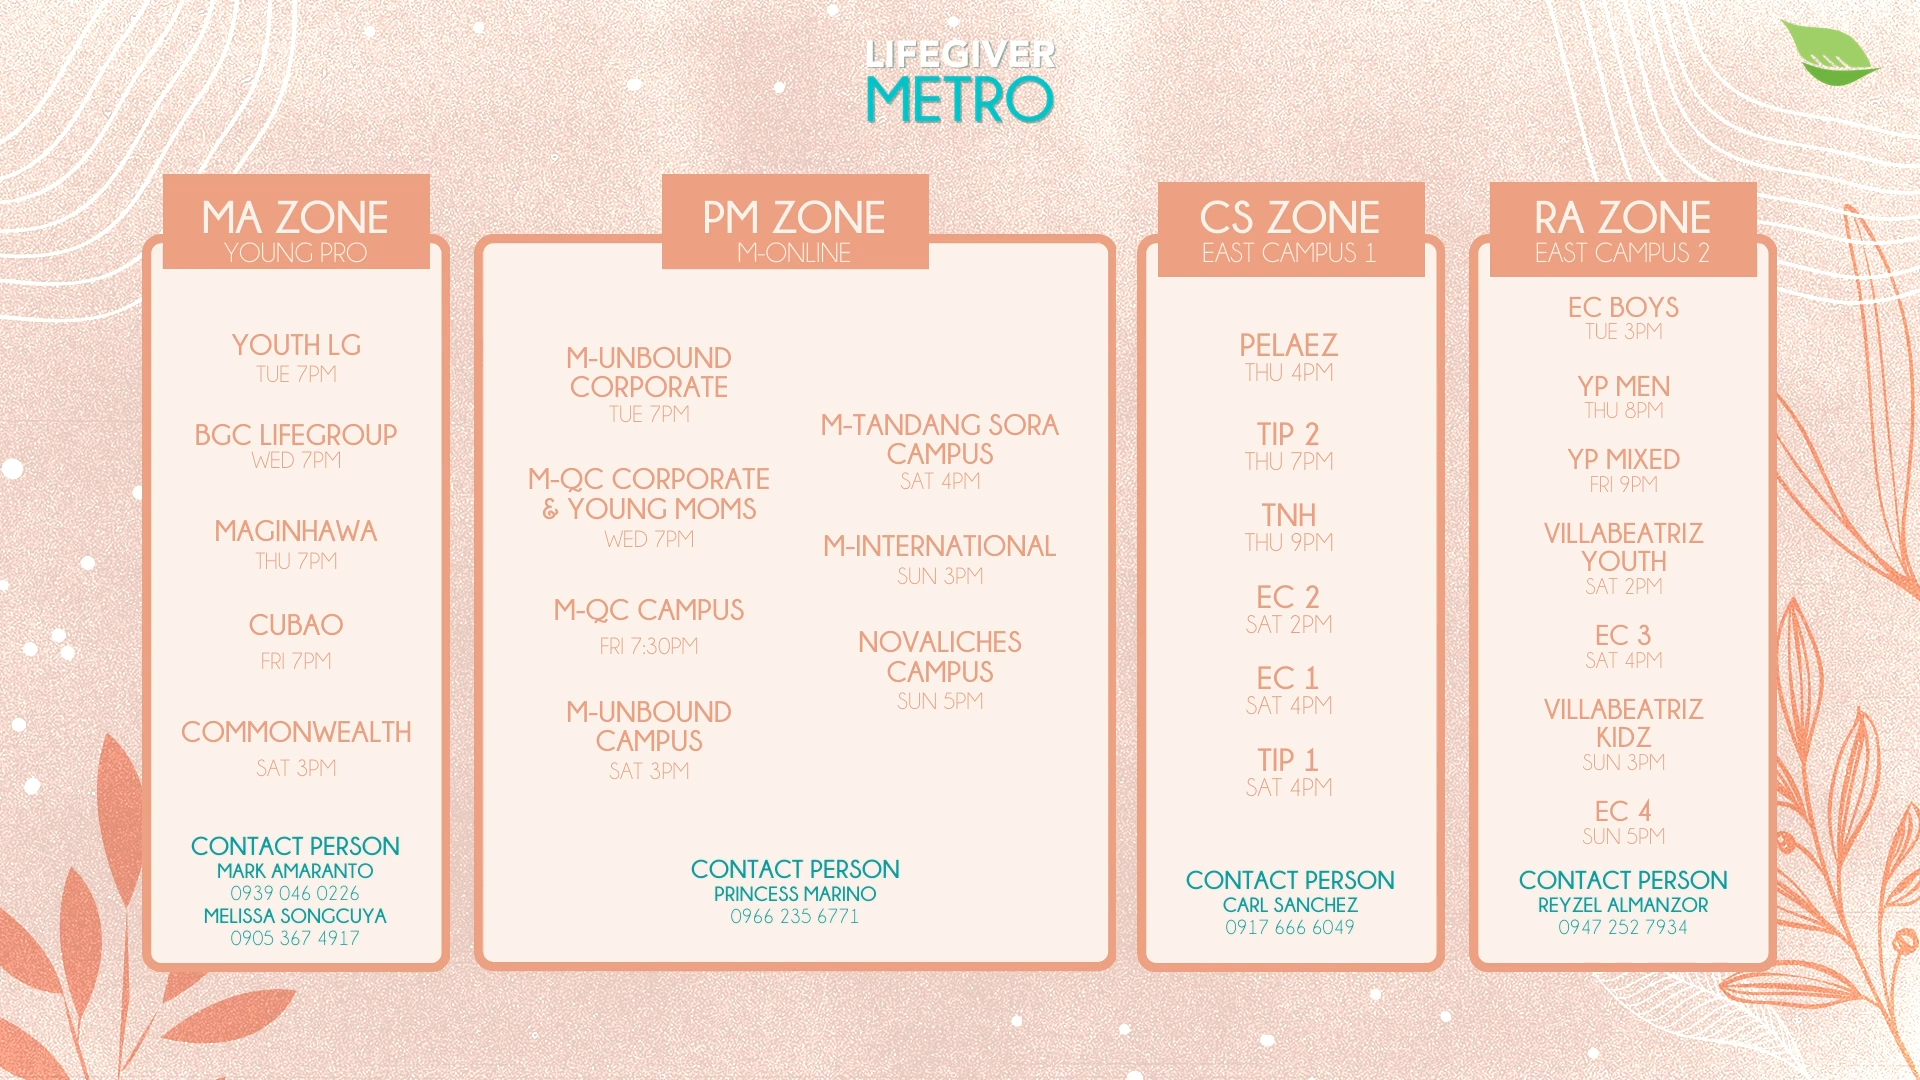 LIFEGIVER
METRO
MA ZONE
YOUNG PRO
YOUTH LG
TUE 7PM
BGC LIFEGROUP
WED 7PM
MAGINHAWA
THU 7PM
CUBAO
FRI 7PM
COMMONWEALTH
SAT 3PM
CONTACT PERSON
MARK AMARANTO
0939 046 0226
MELISSA SONGCUYA
0905 367 4917
PM ZONE
M-ONLINE
M-UNBOUND
CORPORATE
TUE 7PM
M-QC CORPORATE
& YOUNG MOMS
WED 7PM
M-QC CAMPUS
FRI 7:30PM
M-UNBOUND
CAMPUS
SAT 3PM
M-TANDANG SORA
CAMPUS
SAT 4PM
M-INTERNATIONAL
SUN 3PM
NOVALICHES
CAMPUS
SUN 5PM
CONTACT PERSON
PRINCESS MARINO
0966 235 6771
CS ZONE
EAST CAMPUS 1
PELAEZ
THU 4PM
TIP 2
THU 7PM
TNH
THU 9PM
EC 2
SAT 2PM
EC 1
SAT 4PM
TIP 1
SAT 4PM
CONTACT PERSON
CARL SANCHEZ
0917 666 6049
RA ZONE
EAST CAMPUS 2
EC BOYS
TUE 3PM
YP MEN
THU 8PM
YP MIXED
FRI 9PM
VILLABEATRIZ
YOUTH
SAT 2PM
EC 3
SAT 4PM
VILLABEATRIZ
KIDZ
SUN 3PM
EC 4
SUN 5PM
CONTACT PERSON
REYZEL ALMANZOR
0947 252 7934